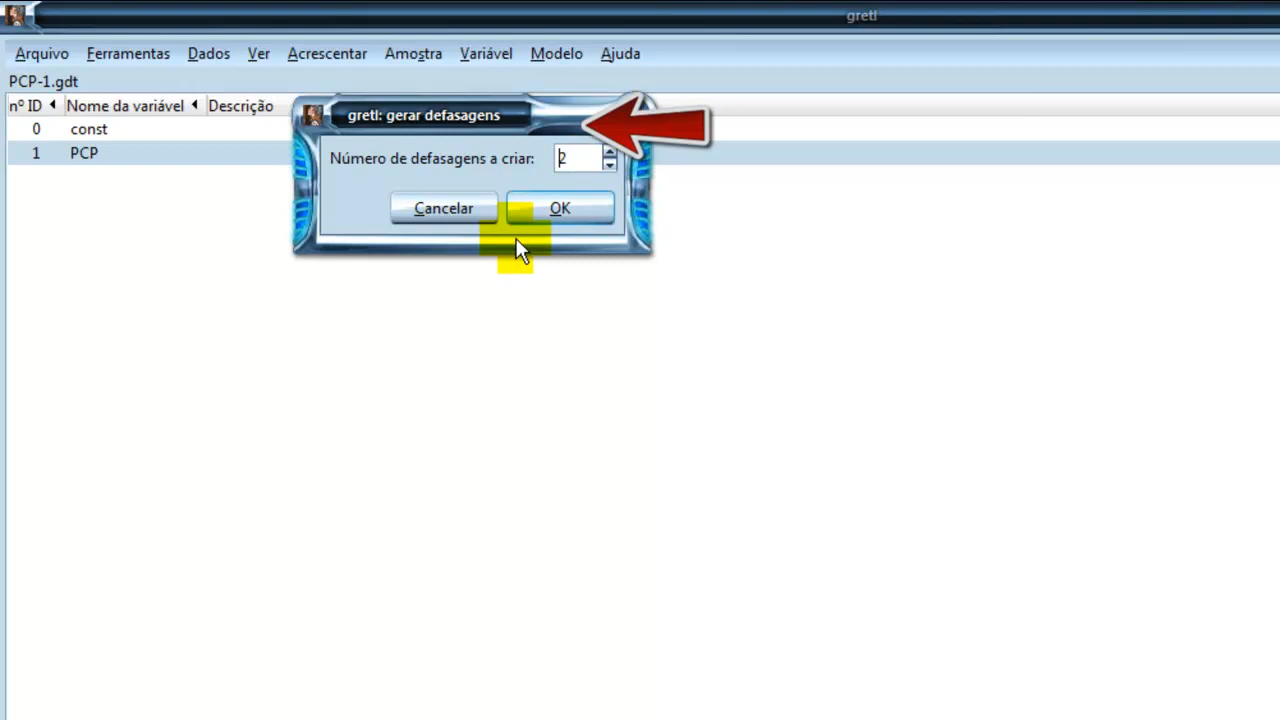 gretl
Arquivo Ferramentas Dados Ver Acrescentar Amostra Variável Modelo Ajuda
PCP-1.gdt
nº ID Nome da variável Descrição
0 const
1 PCP
gretl: gerar defasagens
Número de defasagens a criar: 2
Cancelar OK